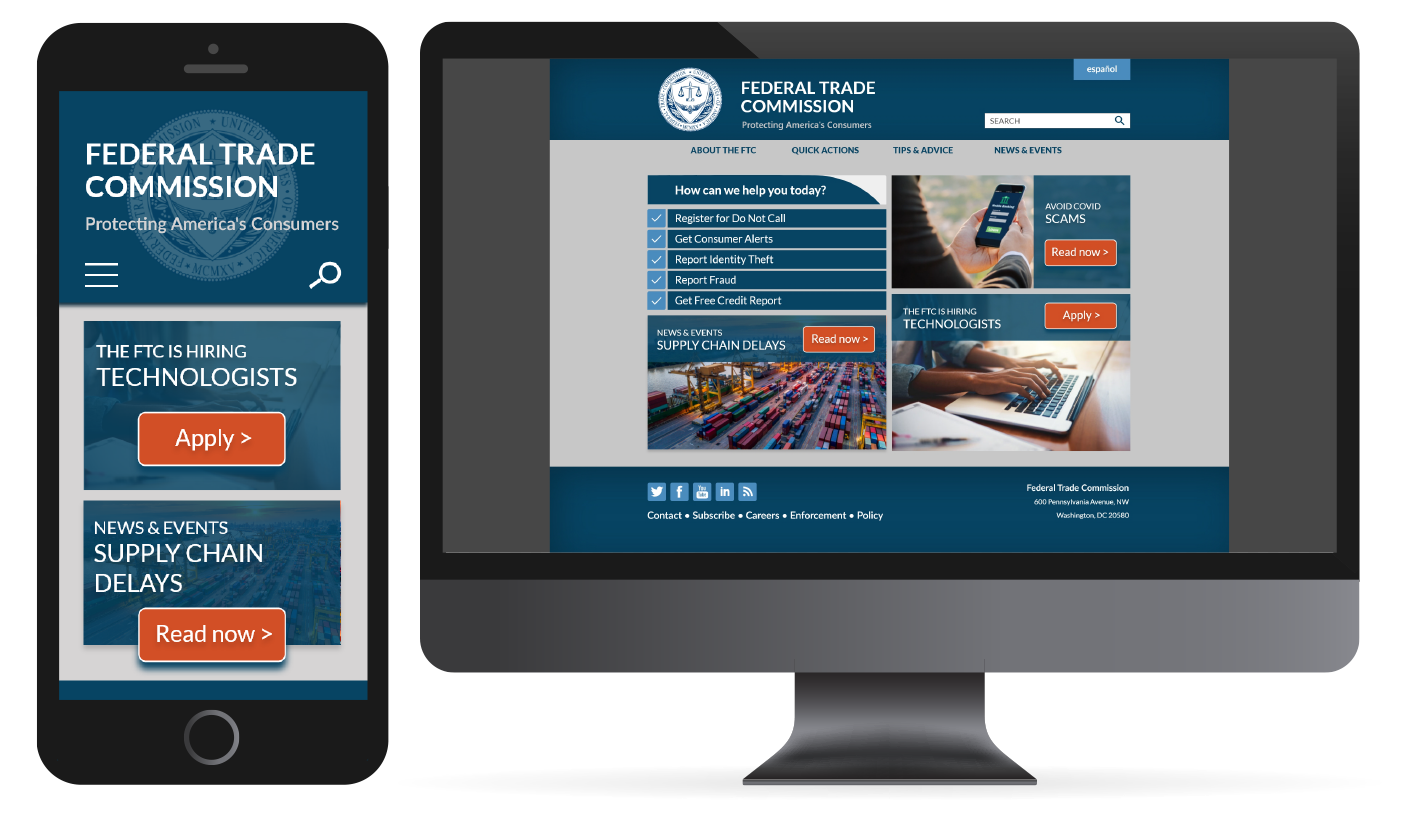 FEDERAL TRADE
COMMISSION
Protecting America's Consumers
THE FTC IS HIRING
TECHNOLOGISTS
Apply >
NEWS & EVENTS
SUPPLY CHAIN
DELAYS
Read now >
español
FEDERAL TRADE
COMMISSION
Protecting America's Consumers
SEARCH
ABOUT THE FTC QUICK ACTIONS TIPS & ADVICE NEWS & EVENTS
How can we help you today?
Register for Do Not Call
Get Consumer Alerts
Report Identity Theft
Report Fraud
Get Free Credit Report
NEWS & EVENTS
SUPPLY CHAIN DELAYS
Read now >
AVOID COVID
SCAMS
Read now >
THE FTC IS HIRING
TECHNOLOGISTS
Apply >
Contact ● Subscribe ● Careers ● Enforcement ● Policy
Federal Trade Commission
600 Pennsylvania Avenue, NW
Washington, DC 20580